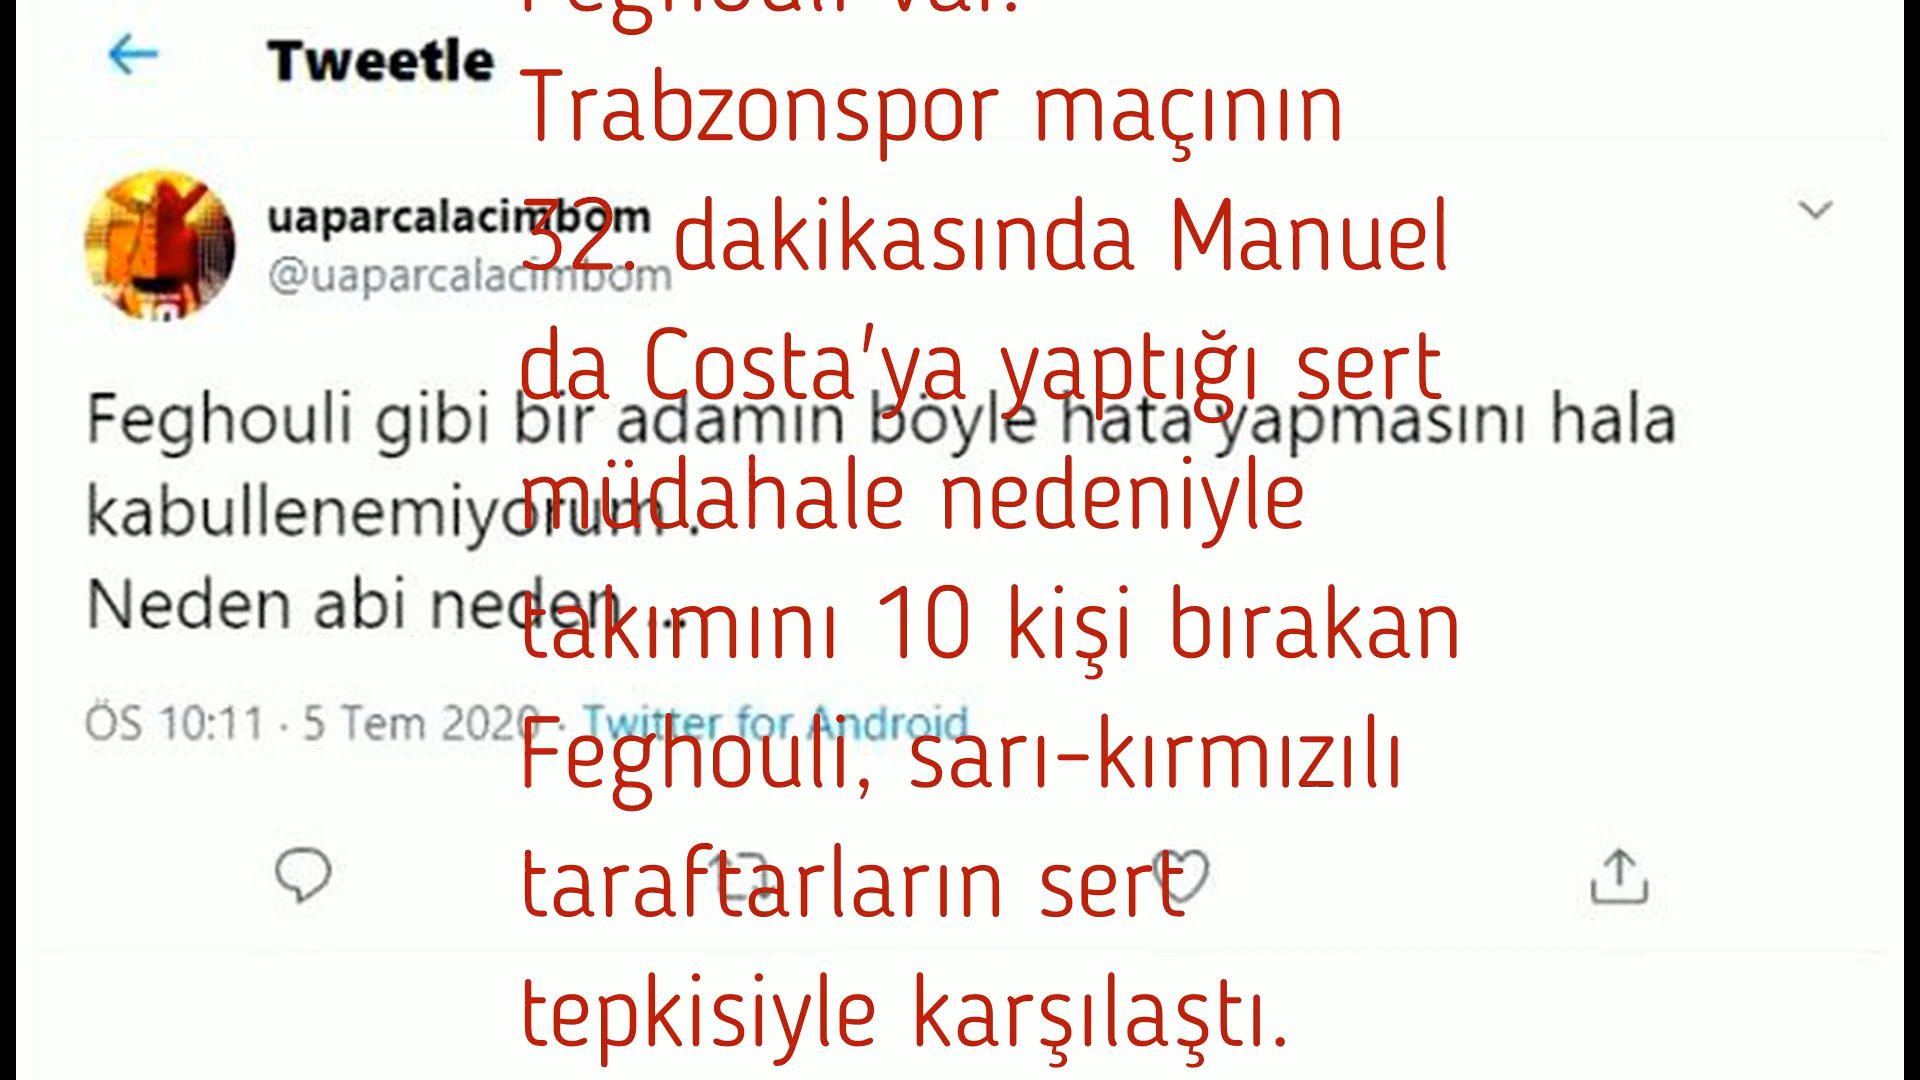 Feghouli var.
Tweetle
Trabzonspor maçının
uaparcalacimbom
@uaparcalacimbom
32. dakikasında Manuel
da Costa'ya yaptığı sert
Feghouli gibi bir adamın böyle hata yapmasını hala
müdahale nedeniyle
kabullenemiyorum .
takımını 10 kişi bırakan
Neden abi neden ...
ÖS 10:11 · 5 Tem 2020 · Twitter for Android
Feghouli, sarı-kırmızılı
taraftarların sert
tepkisiyle karşılaştı.